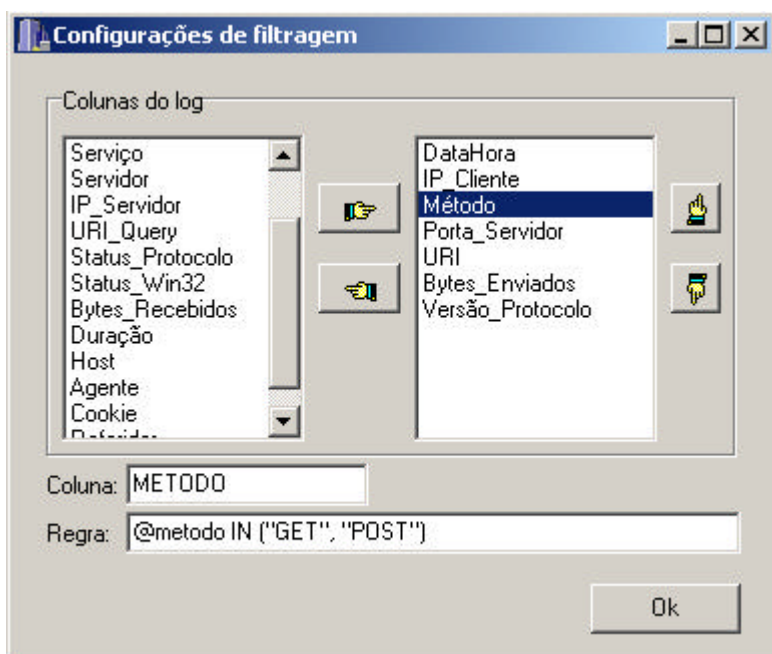 Configurações de filtragem
Colunas do log
Serviço
Servidor
IP_Servidor
URI_Query
Status_Protocolo
Status_Win32
Bytes_Recebidos
Duração
Host
Agente
Cookie
DataHora
IP_Cliente
Método
Porta_Servidor
URI
Bytes_Enviados
Versão_Protocolo
Coluna: METODO
Regra: @metodo IN ("GET", "POST")
Ok